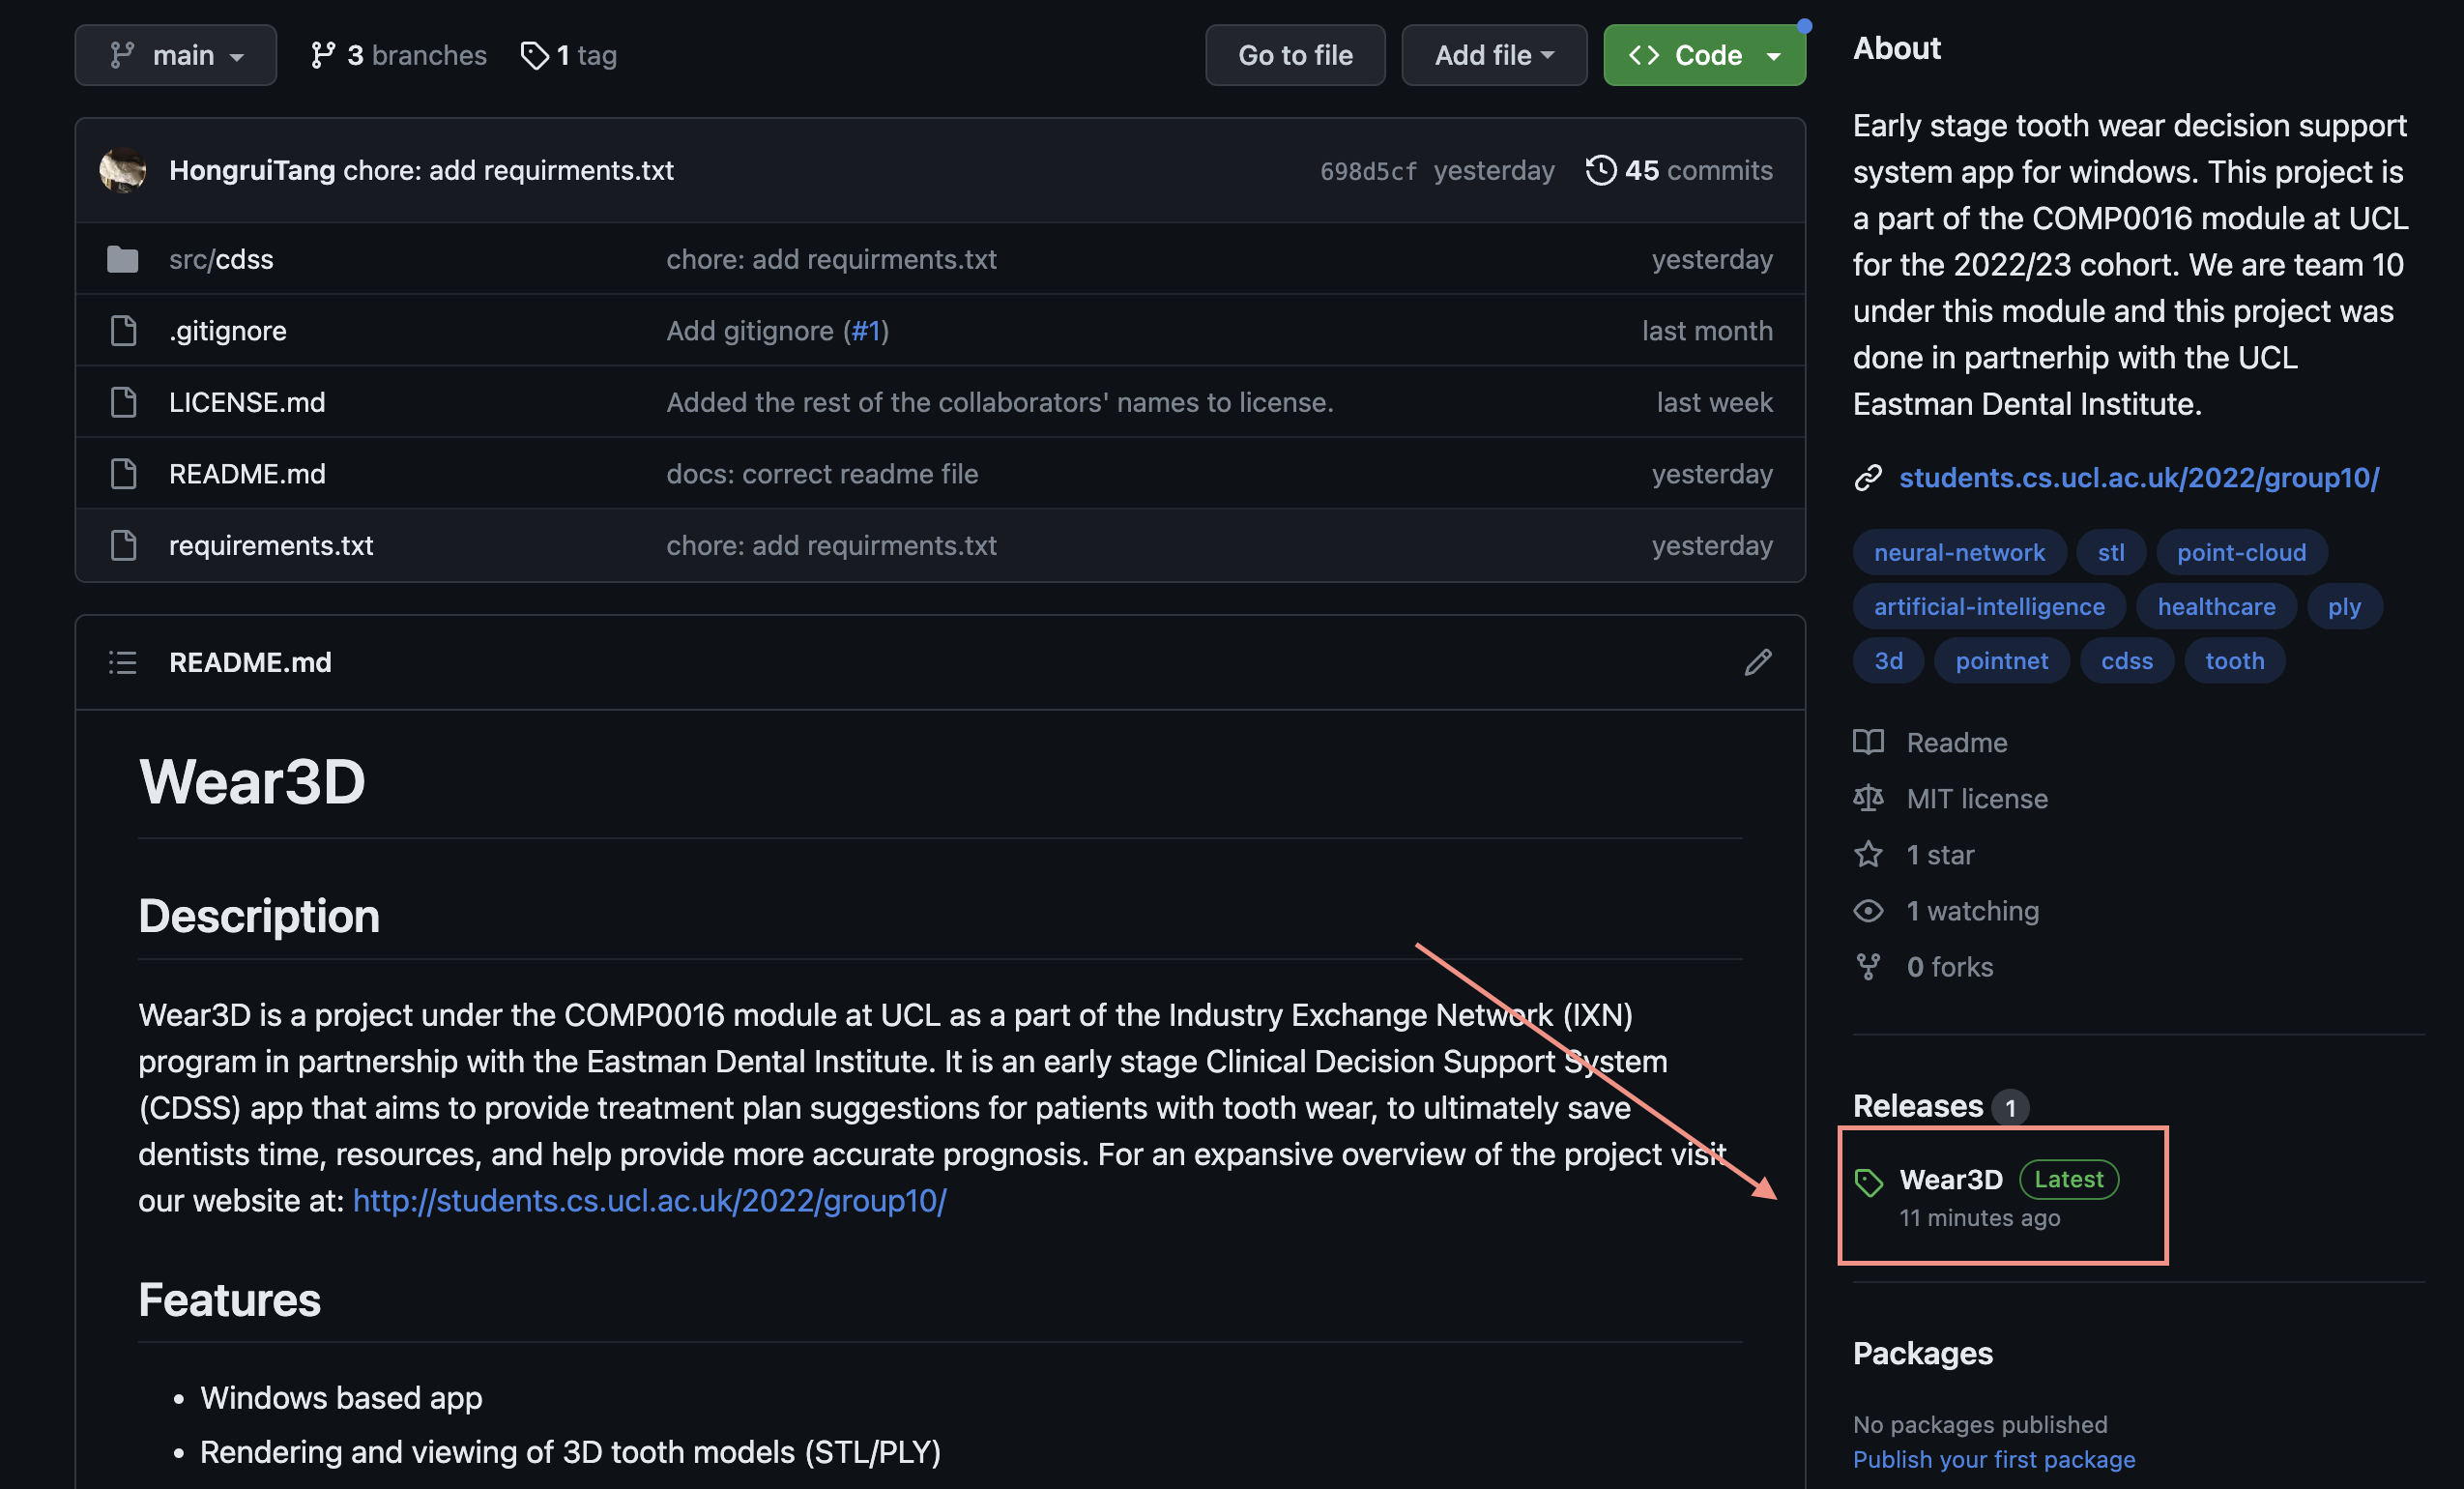 main
3 branches
1 tag
Go to file
Add file
Code
HongruiTang chore: add requirments.txt
698d5cf yesterday
45 commits
src/cdss
chore: add requirments.txt
yesterday
.gitignore
Add gitignore (#1)
last month
LICENSE.md
Added the rest of the collaborators' names to license.
last week
README.md
docs: correct readme file
yesterday
requirements.txt
chore: add requirments.txt
yesterday
README.md
Wear3D
Description
Wear3D is a project under the COMP0016 module at UCL as a part of the Industry Exchange Network (IXN)
program in partnership with the Eastman Dental Institute. It is an early stage Clinical Decision Support System
(CDSS) app that aims to provide treatment plan suggestions for patients with tooth wear, to ultimately save
dentists time, resources, and help provide more accurate prognosis. For an expansive overview of the project visit
our website at: http://students.cs.ucl.ac.uk/2022/group10/
Features
• Windows based app
• Rendering and viewing of 3D tooth models (STL/PLY)
About
Early stage tooth wear decision support
system app for windows. This project is
a part of the COMP0016 module at UCL
for the 2022/23 cohort. We are team 10
under this module and this project was
done in partnerhip with the UCL
Eastman Dental Institute.
students.cs.ucl.ac.uk/2022/group10/
neural-network stl point-cloud
artificial-intelligence healthcare ply
3d pointnet cdss tooth
Readme
MIT license
1 star
1 watching
0 forks
Releases 1
Wear3D Latest
11 minutes ago
Packages
No packages published
Publish your first package